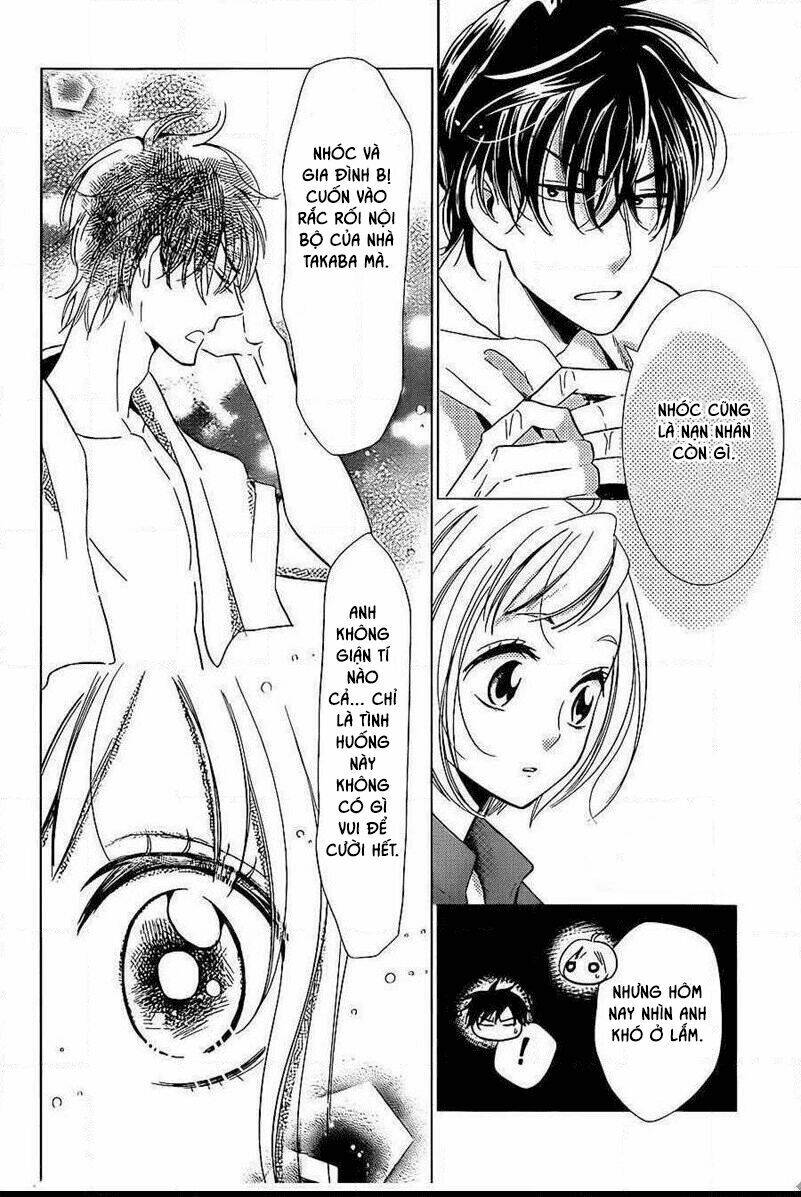 NHÓC CŨNG
LÀ NẠN NHÂN
CÒN GÌ.
NHƯNG HÔM
NAY NHÌN ANH
KHÓ Ở LẮM.
!
NHÓC VÀ
GIA ĐÌNH BỊ
CUỐN VÀO
RẮC RỐI NỘI
BỘ CỦA NHÀ
TAKABA MÀ.
ANH
KHÔNG
GIẬN TÍ
NÀO
CẢ... CHỈ
LÀ TÌNH
HUỐNG
NÀY
KHÔNG
CÓ GÌ
VUI ĐỂ
CƯỜI HẾT.